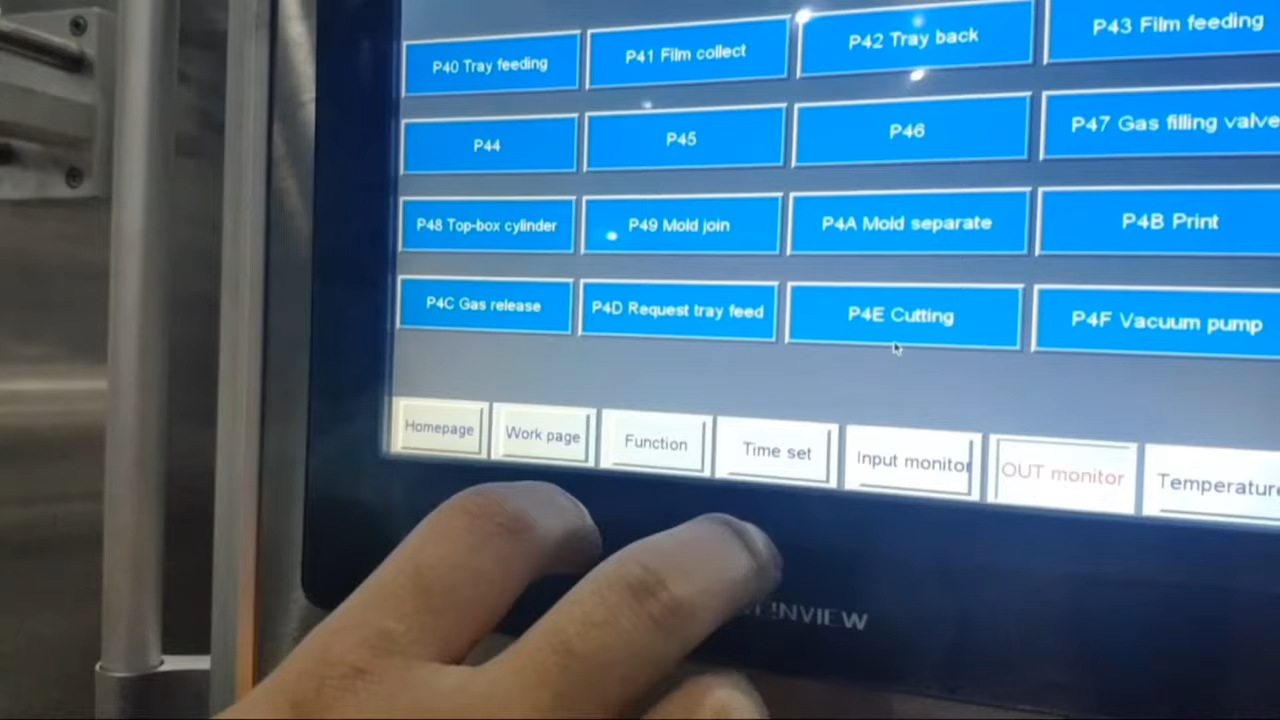 P40 Tray feeding
P41 Film collect
P42 Tray back
P43 Film feeding
P44
P45
P46
P47 Gas filling valve
P48 Top-box cylinder
P49 Mold join
P4A Mold separate
P4B Print
P4C Gas release
P4D Request tray feed
P4E Cutting
P4F Vacuum pump
Homepage
Work page
Function
Time set
Input monitor
OUT monitor
Temperature